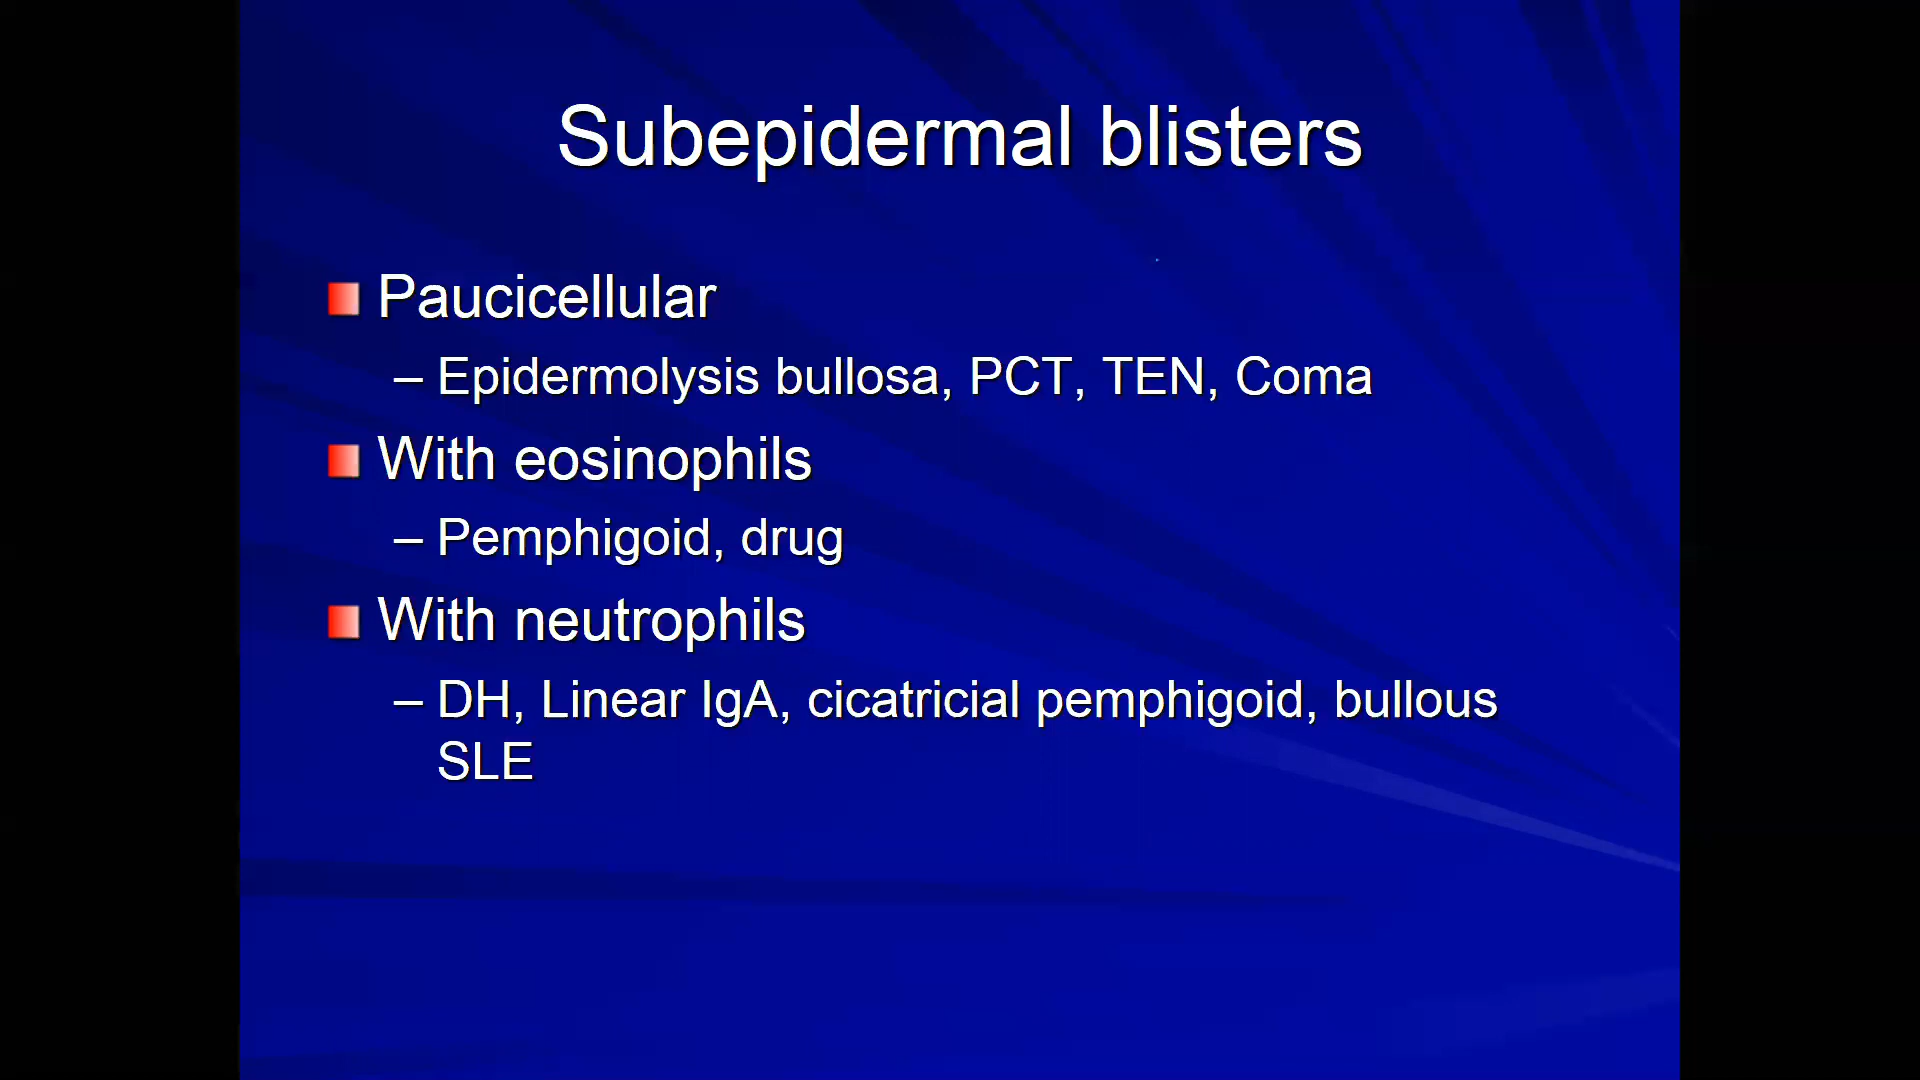 Subepidermal blisters
Paucicellular
– Epidermolysis bullosa, PCT, TEN, Coma
With eosinophils
– Pemphigoid, drug
With neutrophils
– DH, Linear IgA, cicatricial pemphigoid, bullous
SLE